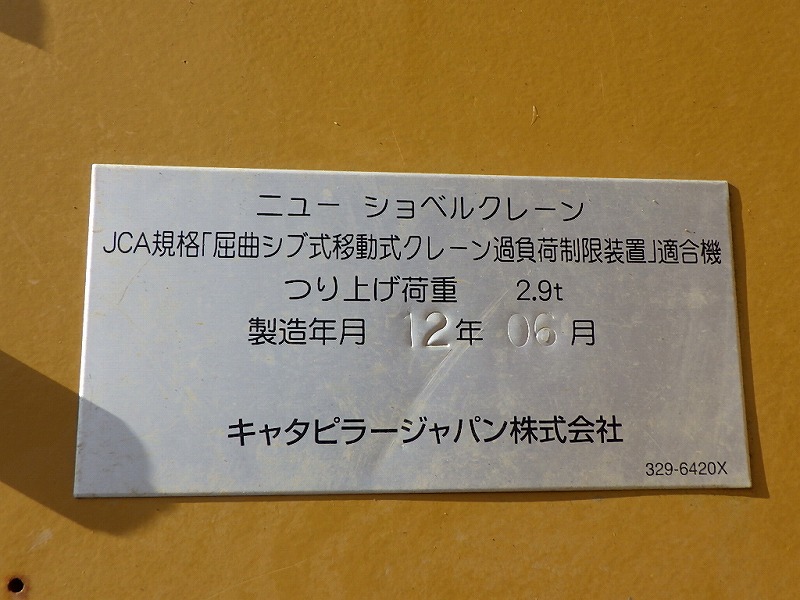 ニュー ショベルクレーン
JCA規格「屈曲ジブ式移動式クレーン過負荷制限装置」適合機
つり上げ荷重 2.9t
製造年月 12年 06月
キャタピラージャパン株式会社
329-6420X